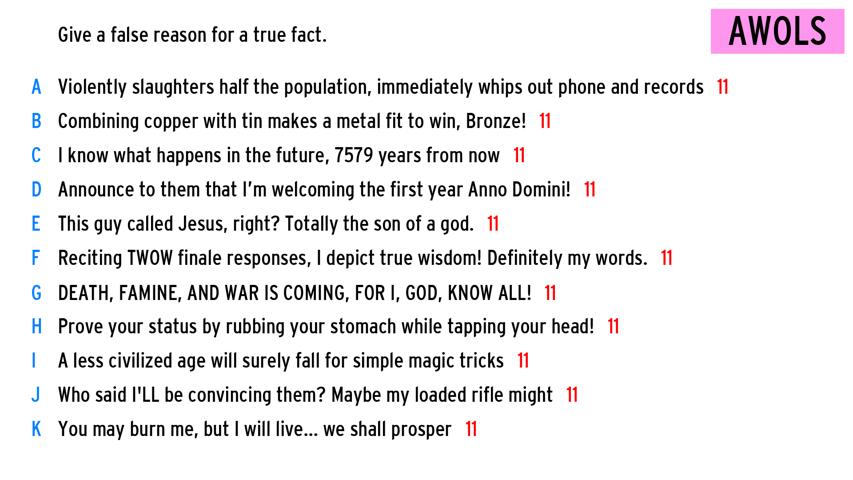 Give a false reason for a true fact.
AWOLS
A Violently slaughters half the population, immediately whips out phone and records 11
B Combining copper with tin makes a metal fit to win, Bronze! 11
C I know what happens in the future, 7579 years from now 11
D Announce to them that I'm welcoming the first year Anno Domini! 11
E This guy called Jesus, right? Totally the son of a god. 11
F Reciting TWOW finale responses, I depict true wisdom! Definitely my words. 11
G DEATH, FAMINE, AND WAR IS COMING, FOR I, GOD, KNOW ALL! 11
H Prove your status by rubbing your stomach while tapping your head! 11
I A less civilized age will surely fall for simple magic tricks 11
J Who said I'LL be convincing them? Maybe my loaded rifle might 11
K You may burn me, but I will live... we shall prosper 11